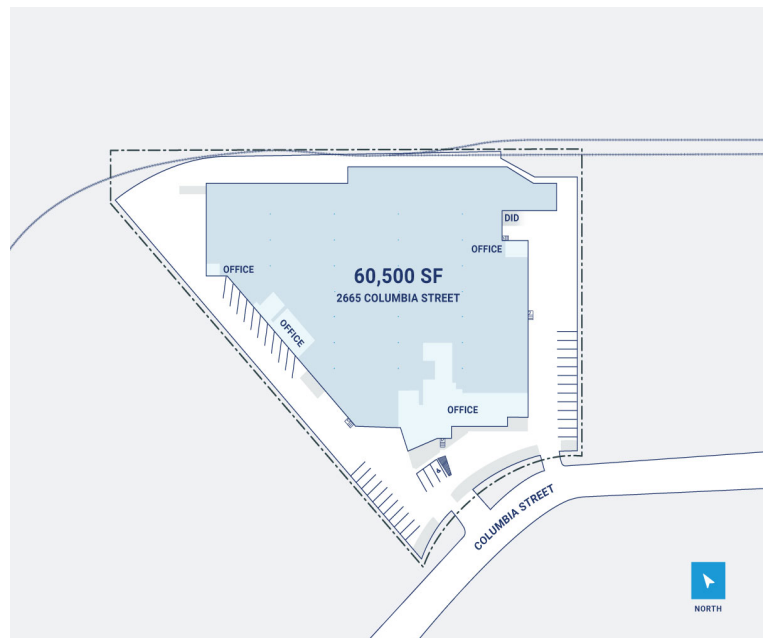 DID
OFFICE
OFFICE
60,500 SF
2665 COLUMBIA STREET
OFFICE
OFFICE
COLUMBIA STREET
NORTH